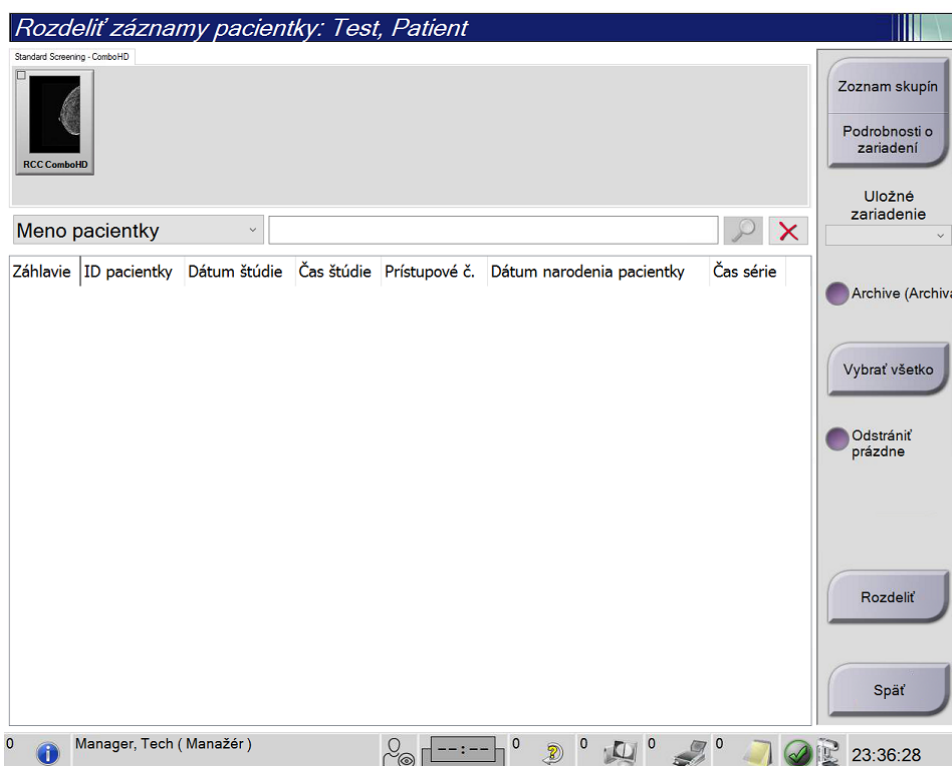 Rozdeliť záznamy pacientky: Test, Patient
Standard Screening - ComboHD
RCC ComboHD
Zoznam skupín
Podrobnosti o
zariadení
Uložné
zariadenie
Meno pacientky
Záhlavie ID pacientky Dátum štúdie Čas štúdie Prístupové č. Dátum narodenia pacientky Čas série
Archive (Archiva
Vybrať všetko
Odstrániť
prázdne
Rozdeliť
Späť
0 Manager, Tech ( Manažér ) --:-- 0 0 0 0 23:36:28